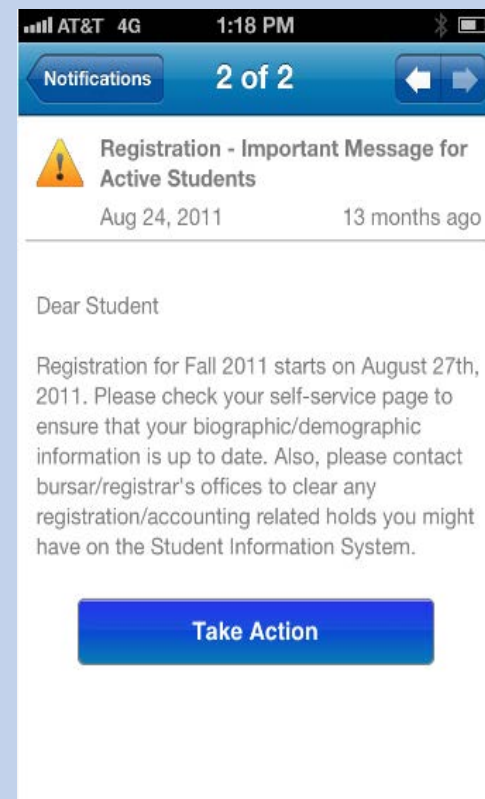 AT&T 4G 1:18 PM
Notifications 2 of 2
Registration - Important Message for
Active Students
Aug 24, 2011 13 months ago
Dear Student
Registration for Fall 2011 starts on August 27th,
2011. Please check your self-service page to
ensure that your biographic/demographic
information is up to date. Also, please contact
bursar/registrar's offices to clear any
registration/accounting related holds you might
have on the Student Information System.
Take Action